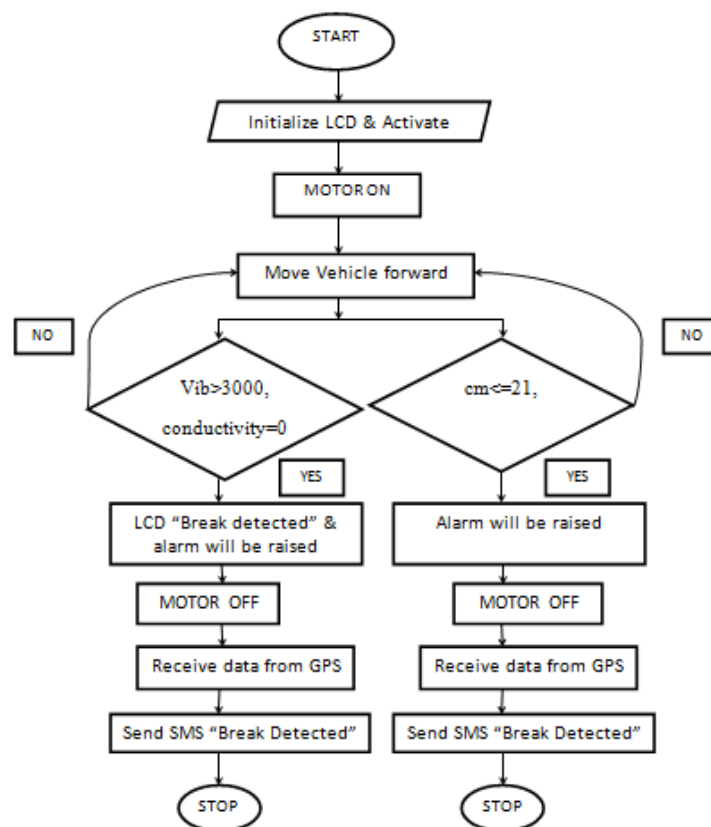 START
Initialize LCD & Activate
MOTOR ON
Move Vehicle forward
NO
NO
Vib>3000,
conductivity=0
cm<=21,
YES
YES
LCD “Break detected” &
alarm will be raised
Alarm will be raised
MOTOR OFF
MOTOR OFF
Receive data from GPS
Receive data from GPS
Send SMS “Break Detected”
Send SMS “Break Detected”
STOP
STOP